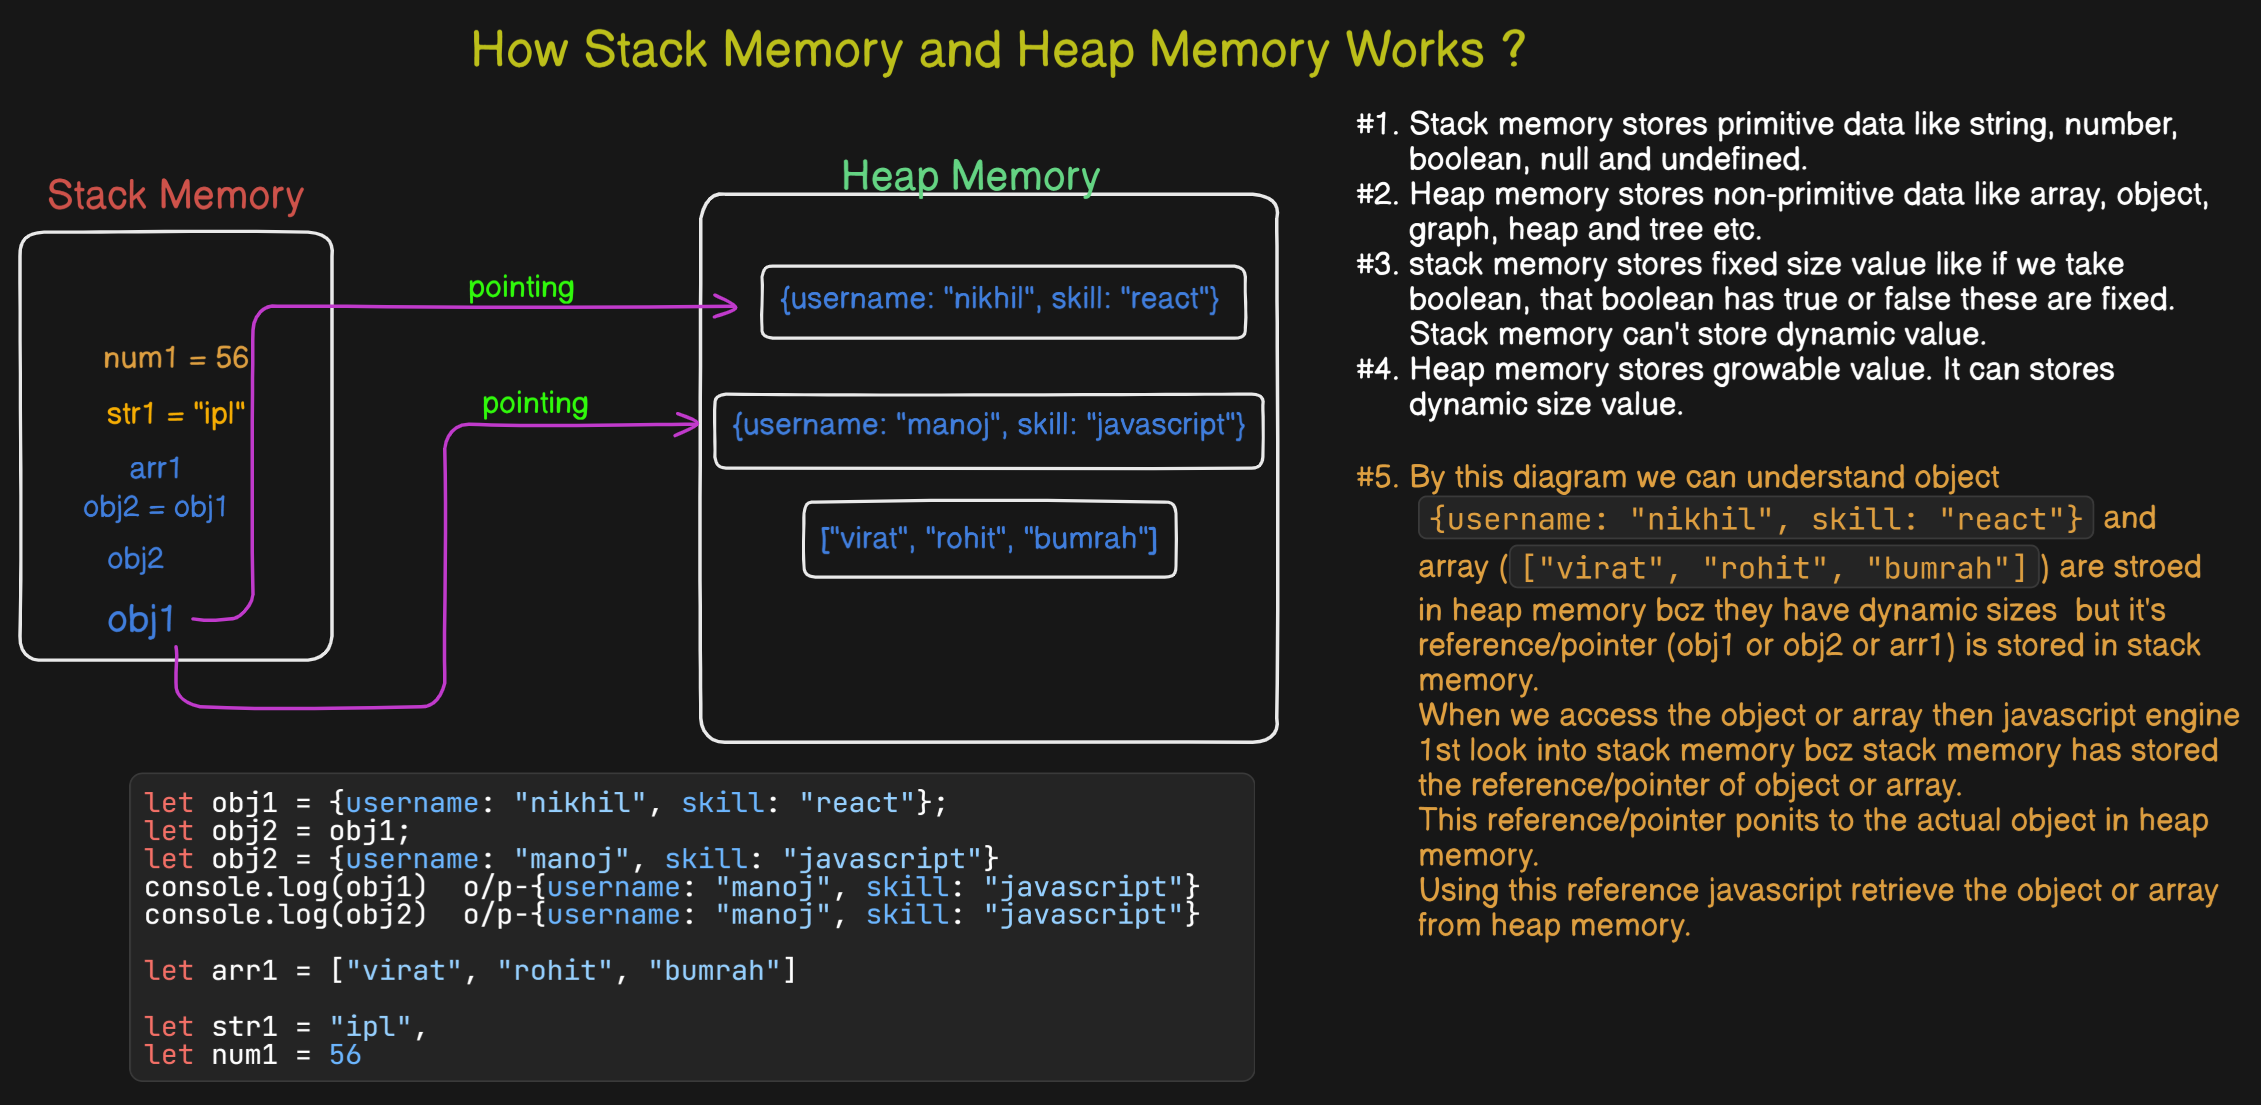 How Stack Memory and Heap Memory Works ?
Stack Memory
num1 = 56
str1 = "ipl"
arr1
obj2 = obj1
obj2
obj1
pointing
pointing
Heap Memory
{username: "nikhil", skill: "react"}
{username: "manoj", skill: "javascript"}
["virat", "rohit", "bumrah"]
let obj1 = {username: "nikhil", skill: "react"};
let obj2 = obj1;
let obj2 = {username: "manoj", skill: "javascript"}
console.log(obj1)  o/p-{username: "manoj", skill: "javascript"}
console.log(obj2)  o/p-{username: "manoj", skill: "javascript"}
let arr1 = ["virat", "rohit", "bumrah"]
let str1 = "ipl",
let num1 = 56
#1. Stack memory stores primitive data like string, number,
boolean, null and undefined.
#2. Heap memory stores non-primitive data like array, object,
graph, heap and tree etc.
#3. stack memory stores fixed size value like if we take
boolean, that boolean has true or false these are fixed.
Stack memory can't store dynamic value.
#4. Heap memory stores growable value. It can stores
dynamic size value.
#5. By this diagram we can understand object
{username: "nikhil", skill: "react"} and
array (["virat", "rohit", "bumrah"]) are stroed
in heap memory bcz they have dynamic sizes  but it's
reference/pointer (obj1 or obj2 or arr1) is stored in stack
memory.
When we access the object or array then javascript engine
1st look into stack memory bcz stack memory has stored
the reference/pointer of object or array.
This reference/pointer ponits to the actual object in heap
memory.
Using this reference javascript retrieve the object or array
from heap memory.